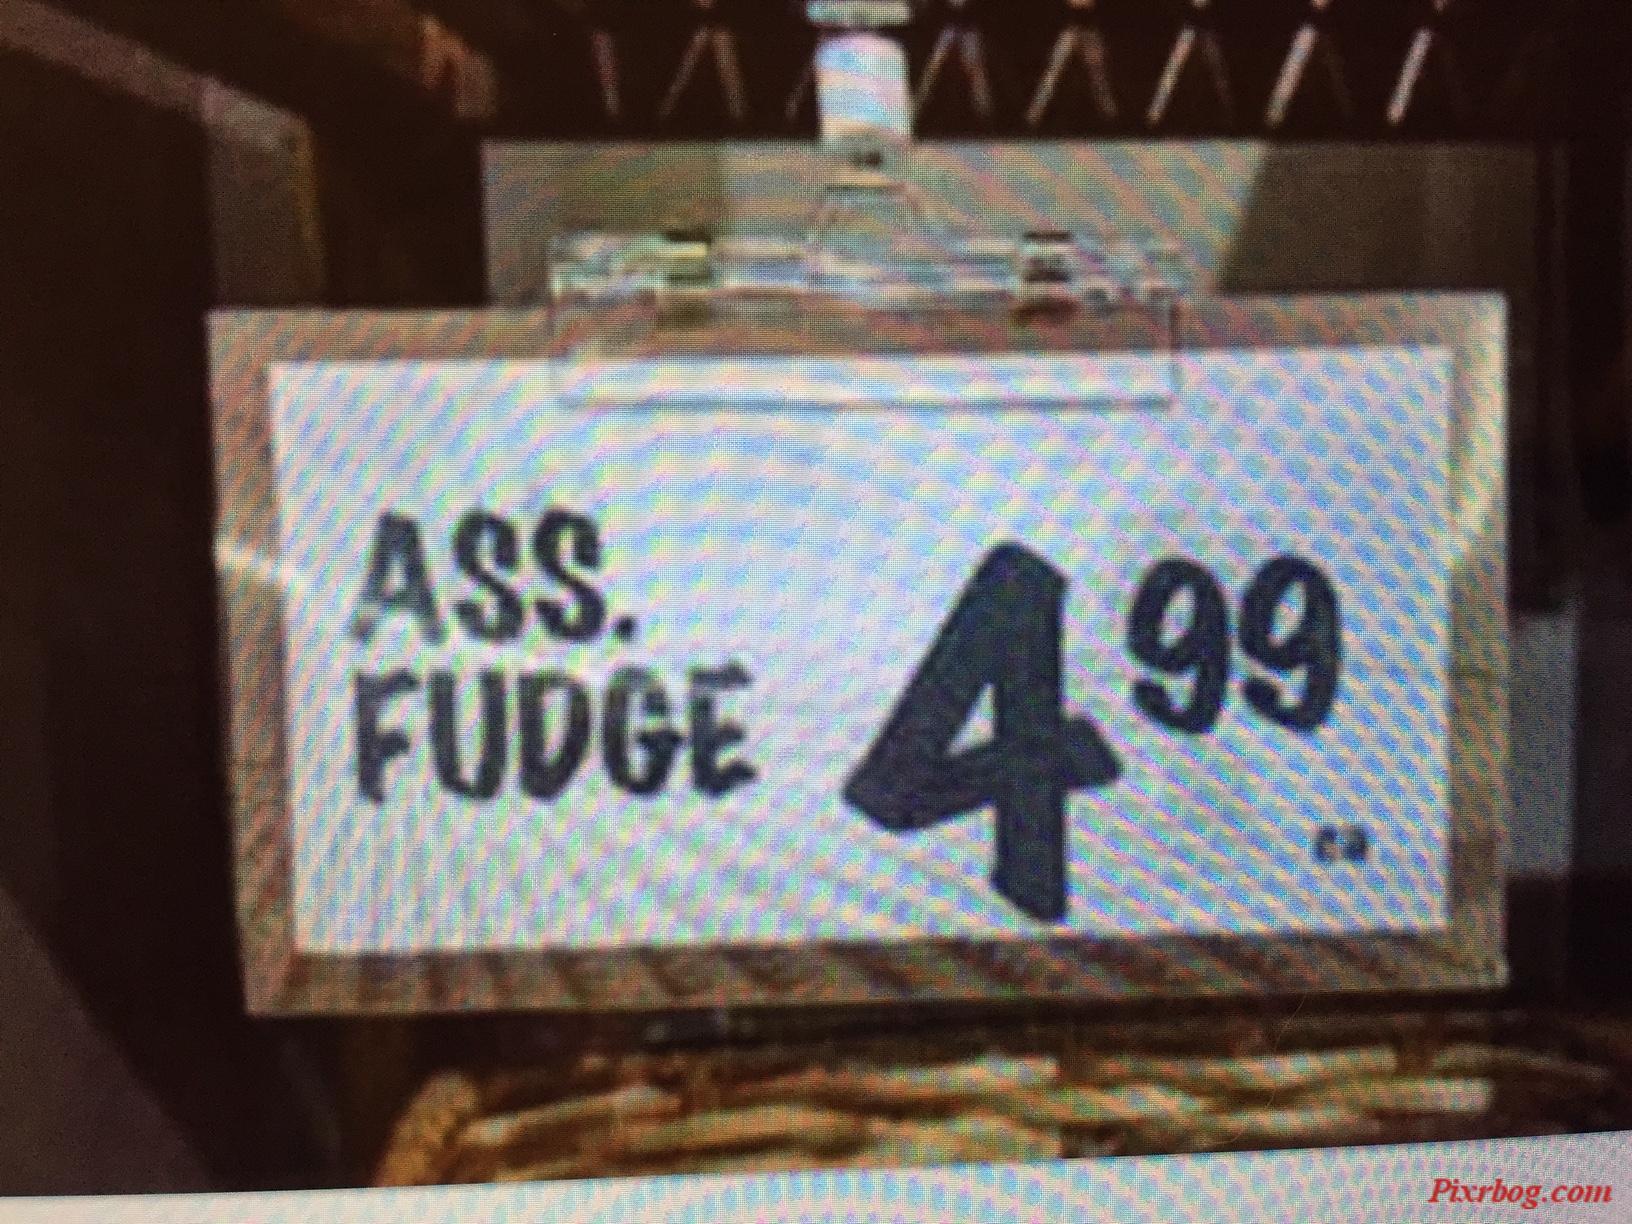 ASS.
FUDGE
4 99
ea
Pixrbog.com